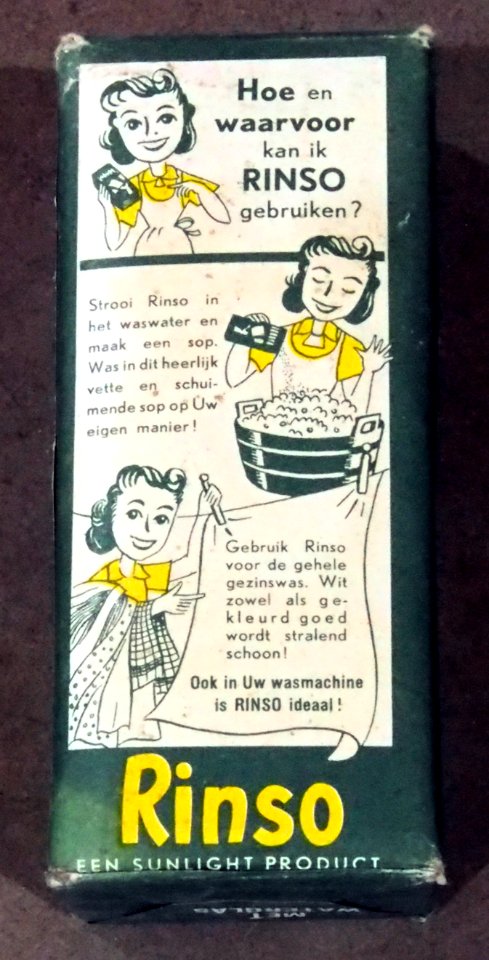 Hoe en
waarvoor
kan ik
RINSO
gebruiken?
Strooi Rinso in
het waswater en
maak een sop.
Was in dit heerlijk
vette en schui-
mende sop op Uw
eigen manier!
Gebruik Rinso
voor de gehele
gezinswas. Wit
zowel als ge-
kleurd goed
wordt stralend
schoon!
Ook in Uw wasmachine
is RINSO ideaal!
Rinso
EEN SUNLIGHT PRODUCT
MET
WATERGLAS